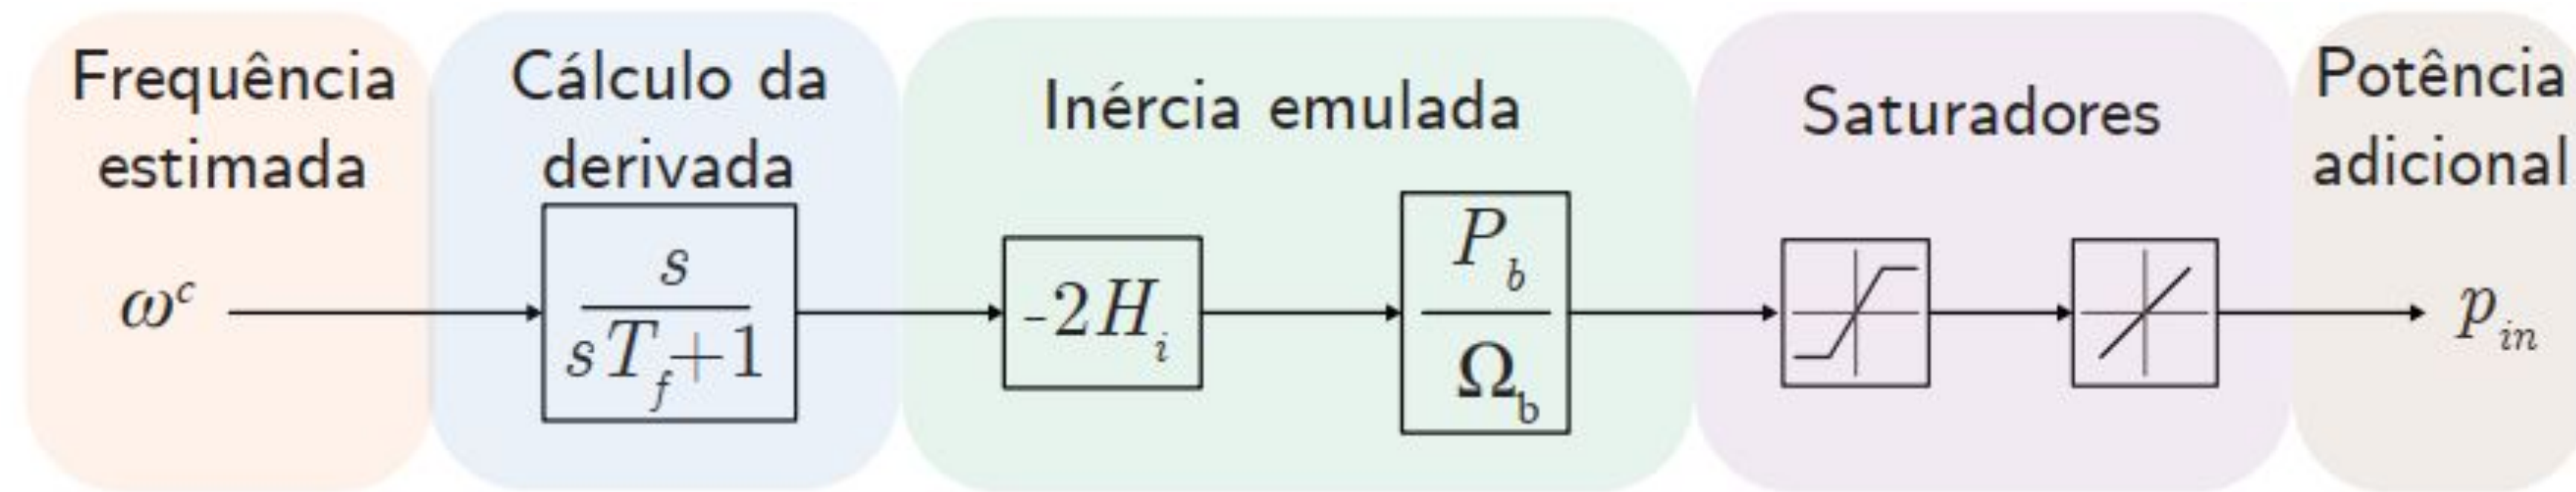 Frequência
estimada
ω^c
Cálculo da
derivada
s
sT_f+1
Inércia emulada
-2H_i
P_b
Ω_b
Saturadores
Potência
adicional
p_in